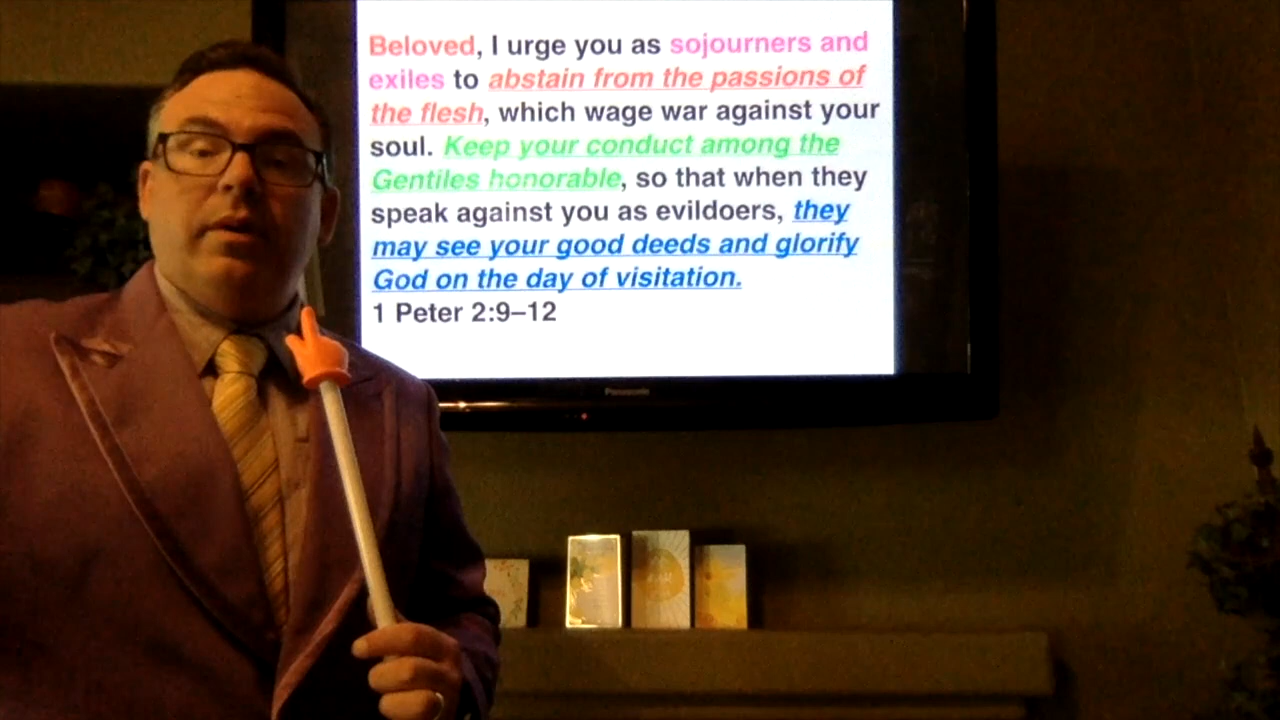 Beloved, I urge you as sojourners and
exiles to abstain from the passions of
the flesh, which wage war against your
soul. Keep your conduct among the
Gentiles honorable, so that when they
speak against you as evildoers, they
may see your good deeds and glorify
God on the day of visitation.
1 Peter 2:9–12
Panasonic